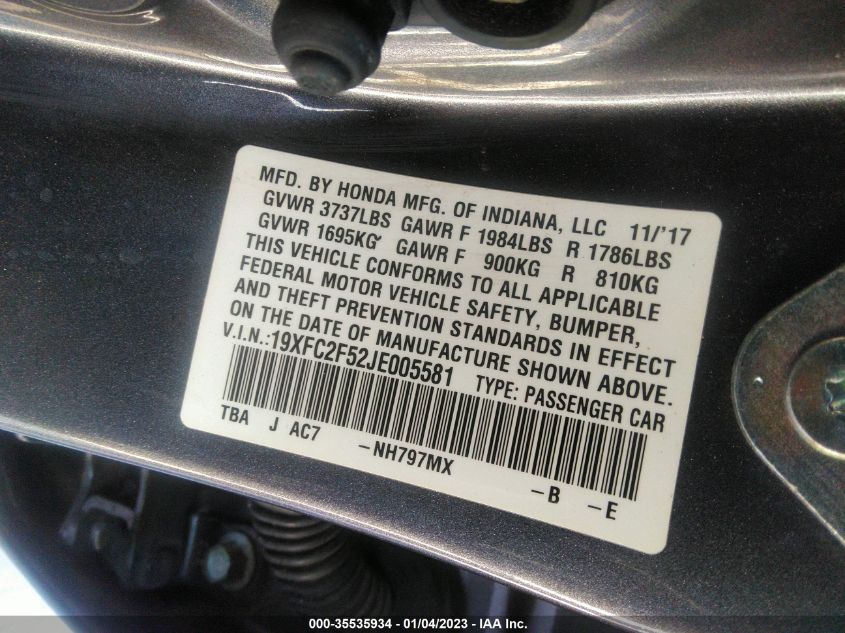 MFD. BY HONDA MFG. OF INDIANA, LLC 11/'17
GVWR 3737LBS GAWR F 1984LBS R 1786LBS
GVWR 1695KG GAWR F 900KG R 810KG
THIS VEHICLE CONFORMS TO ALL APPLICABLE
FEDERAL MOTOR VEHICLE SAFETY, BUMPER,
AND THEFT PREVENTION STANDARDS IN EFFECT
ON THE DATE OF MANUFACTURE SHOWN ABOVE.
V.I.N.:19XFC2F52JE005581 TYPE: PASSENGER CAR
TBA J AC7 –NH797MX –B –E
000-35535934 - 01/04/2023 - IAA Inc.